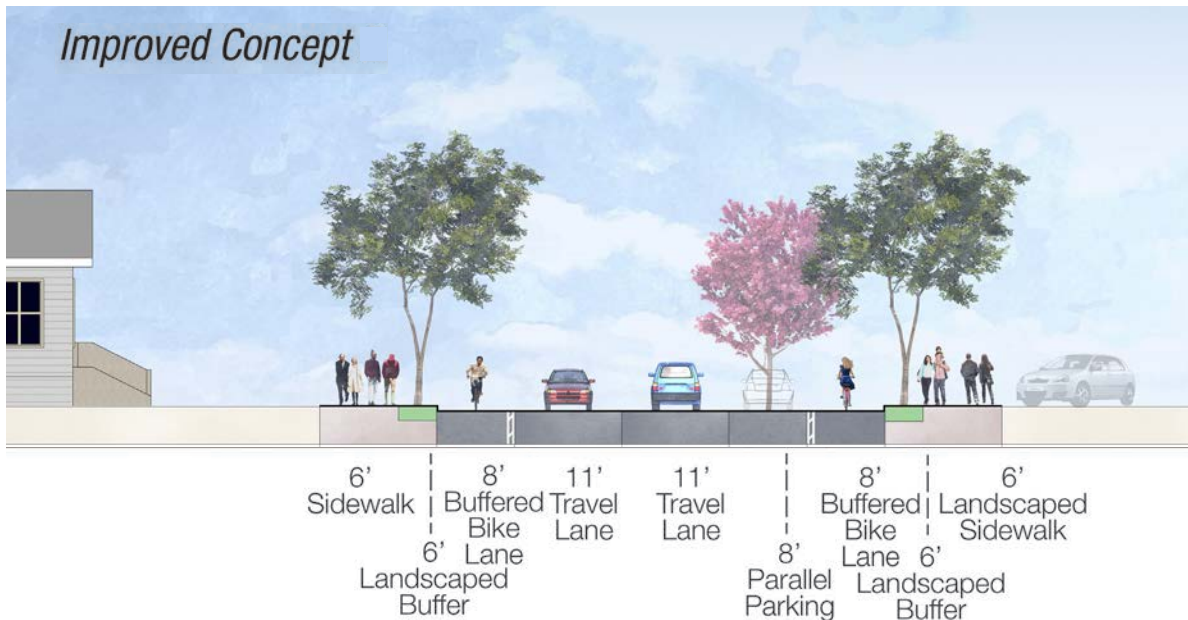 Improved Concept
6’
Sidewalk
6’
Landscaped
Buffer
8’
Buffered
Bike
Lane
11’
Travel
Lane
11’
Travel
Lane
8’
Parallel
Parking
8’
Buffered
Bike
Lane
6’
Landscaped
Buffer
6’
Landscaped
Sidewalk